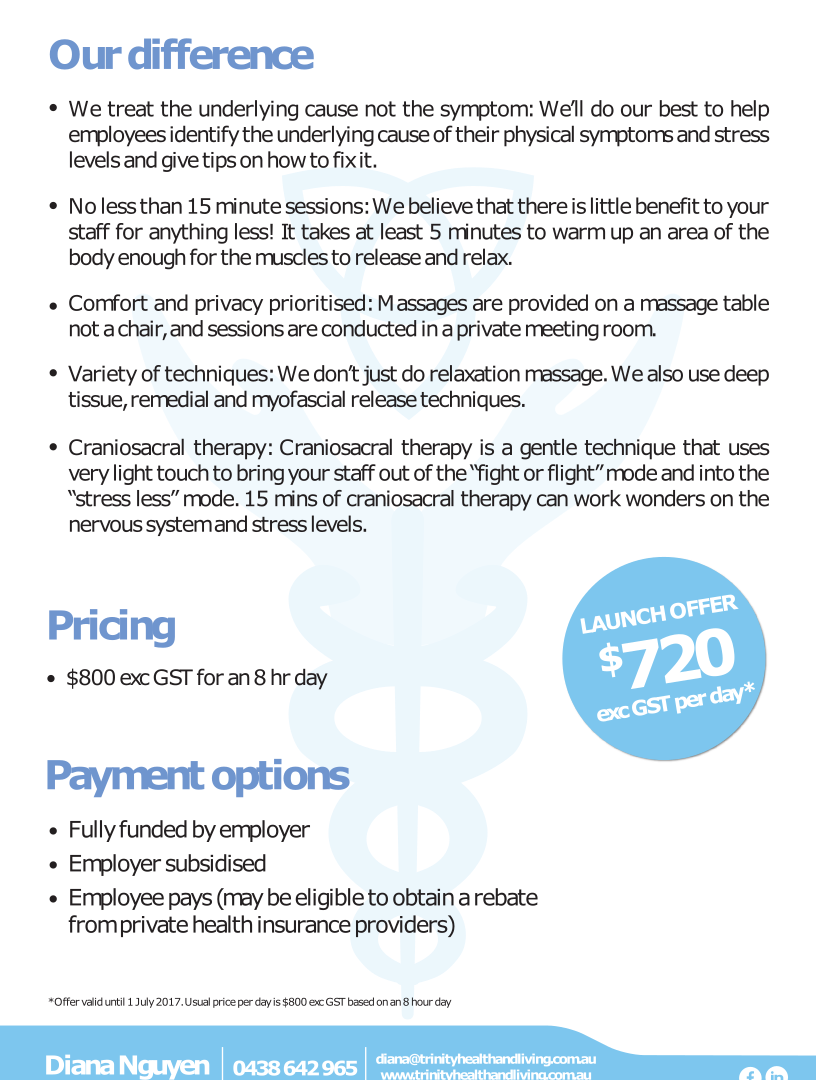 Our difference
• We treat the underlying cause not the symptom: We'll do our best to help
employees identify the underlying cause of their physical symptoms and stress
levels and give tips on how to fix it.
• No less than 15 minute sessions: We believe that there is little benefit to your
staff for anything less! It takes at least 5 minutes to warm up an area of the
body enough for the muscles to release and relax.
• Comfort and privacy prioritised: Massages are provided on a massage table
not a chair, and sessions are conducted in a private meeting room.
• Variety of techniques: We don't just do relaxation massage. We also use deep
tissue, remedial and myofascial release techniques.
• Craniosacral therapy: Craniosacral therapy is a gentle technique that uses
very light touch to bring your staff out of the “fight or flight” mode and into the
“stress less” mode. 15 mins of craniosacral therapy can work wonders on the
nervous system and stress levels.
Pricing
• $800 exc GST for an 8 hr day
LAUNCH OFFER
$720
exc GST per day*
Payment options
• Fully funded by employer
• Employer subsidised
• Employee pays (may be eligible to obtain a rebate
from private health insurance providers)
*Offer valid until 1 July 2017. Usual price per day is $800 exc GST based on an 8 hour day
Diana Nguyen
0438 642 965
diana@trinityhealthandliving.com.au
www.trinityhealthandliving.com.au